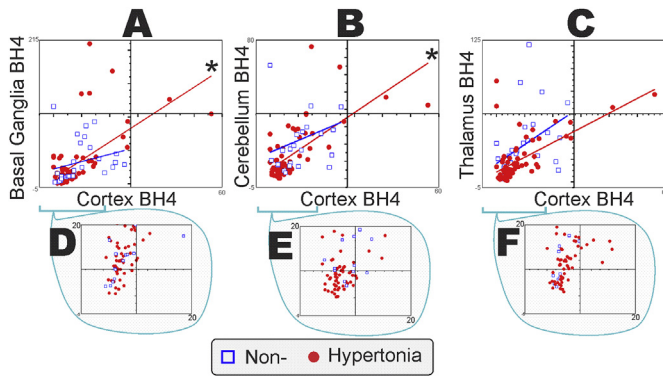 A B C
215 80 125
Basal Ganglia BH4
Cerebellum BH4
Thalamus BH4
* *
-5 -5 -5
60 60
Cortex BH4 Cortex BH4 Cortex BH4
D E F
20 20 20
20 20 20
Non- Hypertonia